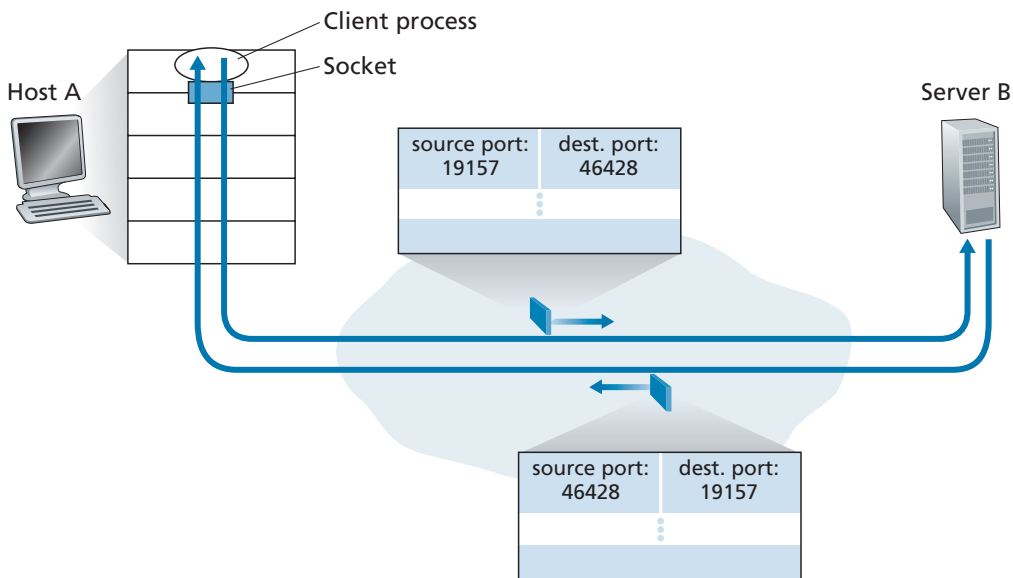 Client process
Socket
Host A
Server B
source port:
19157
dest. port:
46428
source port:
46428
dest. port:
19157